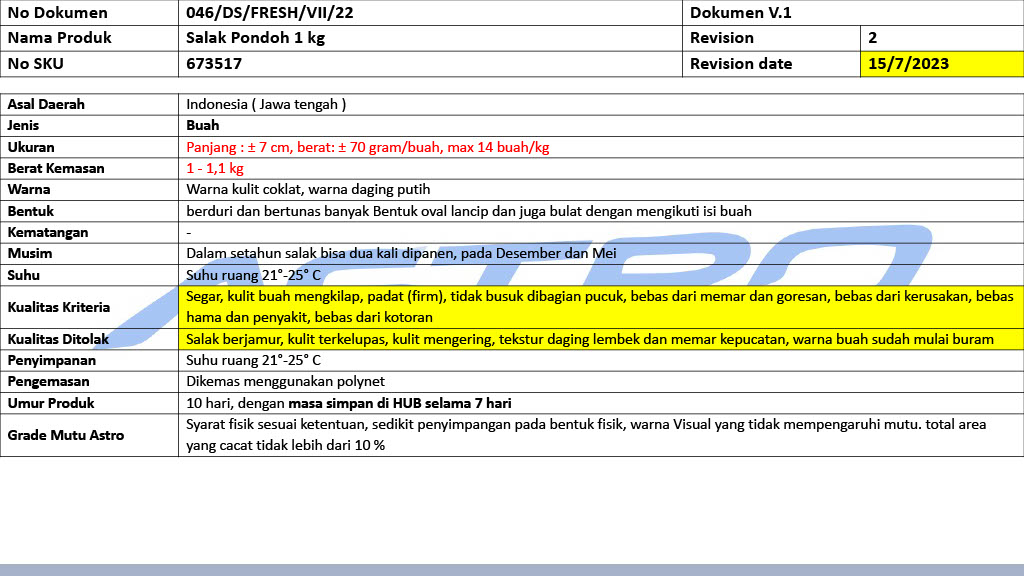 No Dokumen 046/DS/FRESH/VII/22 Dokumen V.1
Nama Produk Salak Pondoh 1 kg Revision 2
No SKU 673517 Revision date 15/7/2023
Asal Daerah Indonesia ( Jawa tengah )
Jenis Buah
Ukuran Panjang : ± 7 cm, berat: ± 70 gram/buah, max 14 buah/kg
Berat Kemasan 1 - 1,1 kg
Warna Warna kulit coklat, warna daging putih
Bentuk berduri dan bertunas banyak Bentuk oval lancip dan juga bulat dengan mengikuti isi buah
Kematangan -
Musim Dalam setahun salak bisa dua kali dipanen, pada Desember dan Mei
Suhu Suhu ruang 21°-25° C
Kualitas Kriteria Segar, kulit buah mengkilap, padat (firm), tidak busuk dibagian pucuk, bebas dari memar dan goresan, bebas dari kerusakan, bebas
hama dan penyakit, bebas dari kotoran
Kualitas Ditolak Salak berjamur, kulit terkelupas, kulit mengering, tekstur daging lembek dan memar kepucatan, warna buah sudah mulai buram
Penyimpanan Suhu ruang 21°-25° C
Pengemasan Dikemas menggunakan polynet
Umur Produk 10 hari, dengan masa simpan di HUB selama 7 hari
Grade Mutu Astro Syarat fisik sesuai ketentuan, sedikit penyimpangan pada bentuk fisik, warna Visual yang tidak mempengaruhi mutu. total area
yang cacat tidak lebih dari 10 %
ASTRO